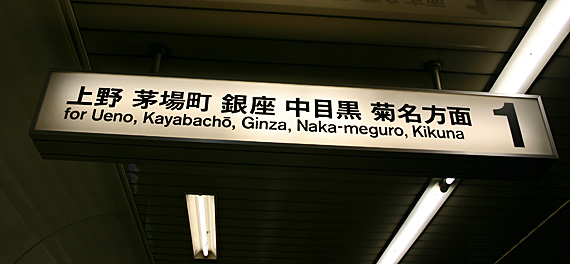 上野 茅場町 銀座 中目黒 菊名方面
for Ueno, Kayabachō, Ginza, Naka-meguro, Kikuna
1